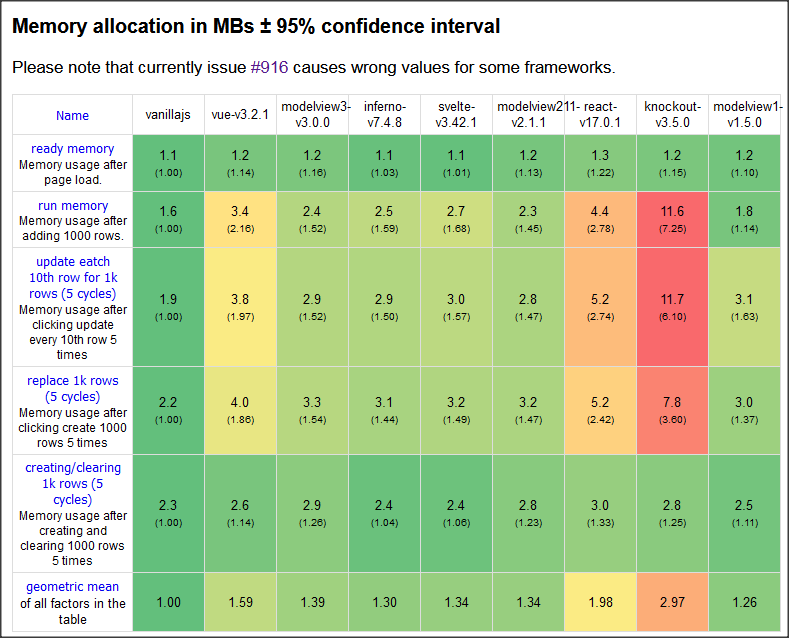 Memory allocation in MBs ± 95% confidence interval
Please note that currently issue #916 causes wrong values for some frameworks.
Name
vanillajs
vue-v3.2.1
modelview3-
v3.0.0
inferno-
v7.4.8
svelte-
v3.42.1
modelview211-
v2.1.1
react-
v17.0.1
knockout-
v3.5.0
modelview1-
v1.5.0
ready memory
Memory usage after
page load.
1.1
(1.00)
1.2
(1.14)
1.2
(1.16)
1.1
(1.03)
1.1
(1.01)
1.2
(1.13)
1.3
(1.22)
1.2
(1.15)
1.2
(1.10)
run memory
Memory usage after
adding 1000 rows.
1.6
(1.00)
3.4
(2.16)
2.4
(1.52)
2.5
(1.59)
2.7
(1.68)
2.3
(1.45)
4.4
(2.78)
11.6
(7.25)
1.8
(1.14)
update eatch
10th row for 1k
rows (5 cycles)
Memory usage after
clicking update
every 10th row 5
times
1.9
(1.00)
3.8
(1.97)
2.9
(1.52)
2.9
(1.50)
3.0
(1.57)
2.8
(1.47)
5.2
(2.74)
11.7
(6.10)
3.1
(1.63)
replace 1k rows
(5 cycles)
Memory usage after
clicking create 1000
rows 5 times
2.2
(1.00)
4.0
(1.86)
3.3
(1.54)
3.1
(1.44)
3.2
(1.49)
3.2
(1.47)
5.2
(2.42)
7.8
(3.60)
3.0
(1.37)
creating/clearing
1k rows (5
cycles)
Memory usage after
creating and
clearing 1000 rows
5 times
2.3
(1.00)
2.6
(1.14)
2.9
(1.26)
2.4
(1.04)
2.4
(1.06)
2.8
(1.23)
3.0
(1.33)
2.8
(1.25)
2.5
(1.11)
geometric mean
of all factors in the
table
1.00
1.59
1.39
1.30
1.34
1.34
1.98
2.97
1.26